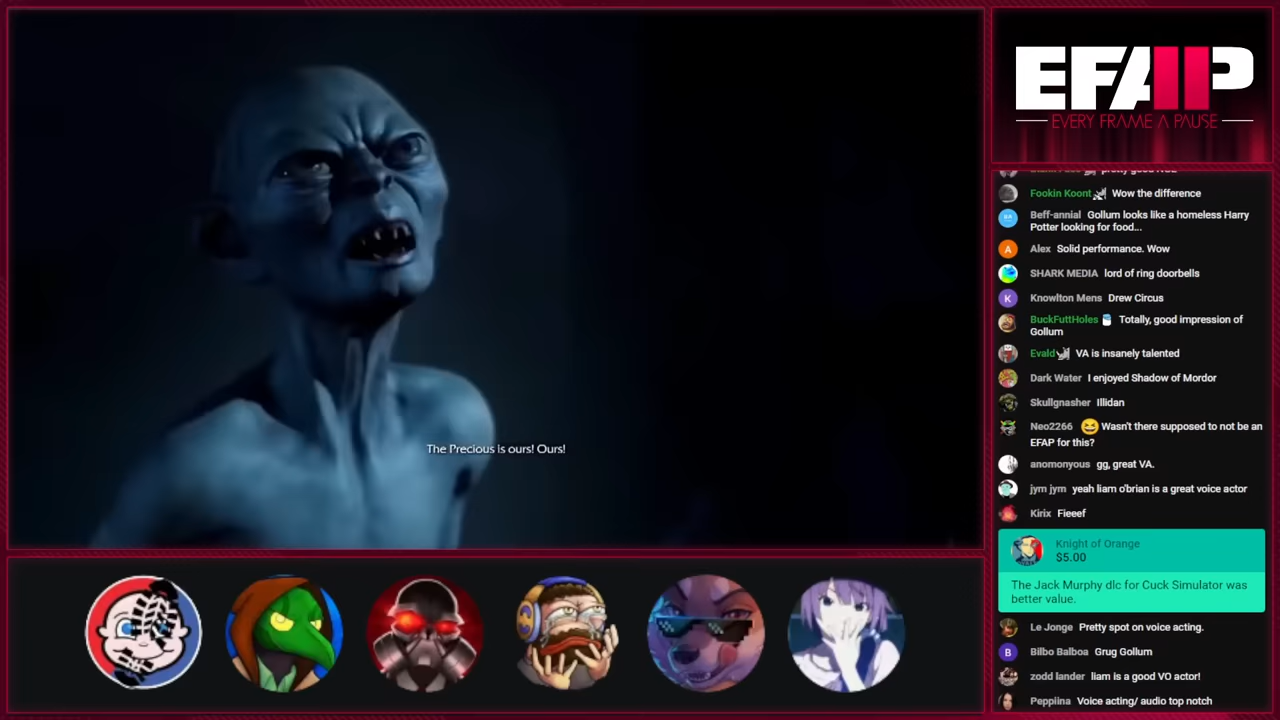 The Precious is ours! Ours!
EFAP
EVERY FRAME A PAUSE
Fookin Koont Wow the difference
Beff-annial Gollum looks like a homeless Harry
Potter looking for food...
Alex Solid performance. Wow
SHARK MEDIA lord of ring doorbells
Knowlton Mens Drew Circus
BuckFuttHoles Totally, good impression of
Gollum
Evald VA is insanely talented
Dark Water I enjoyed Shadow of Mordor
Skullgnasher Illidan
Neo2266 Wasn't there supposed to not be an
EFAP for this?
anomonyous gg, great VA.
jym jym yeah liam o'brian is a great voice actor
Kirix Fieeef
Knight of Orange
$5.00
The Jack Murphy dlc for Cuck Simulator was
better value.
Le Jonge Pretty spot on voice acting.
Bilbo Balboa Grug Gollum
zodd lander liam is a good VO actor!
Peppiina Voice acting/ audio top notch